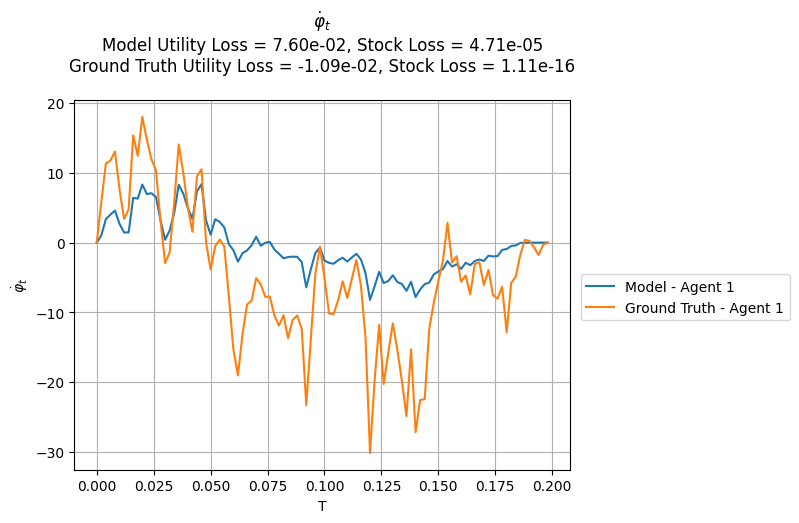 φ̇ₜ
Model Utility Loss = 7.60e-02, Stock Loss = 4.71e-05
Ground Truth Utility Loss = -1.09e-02, Stock Loss = 1.11e-16
20
10
0
−10
−20
−30
φ̇ₜ
0.000 0.025 0.050 0.075 0.100 0.125 0.150 0.175 0.200
T
Model - Agent 1
Ground Truth - Agent 1